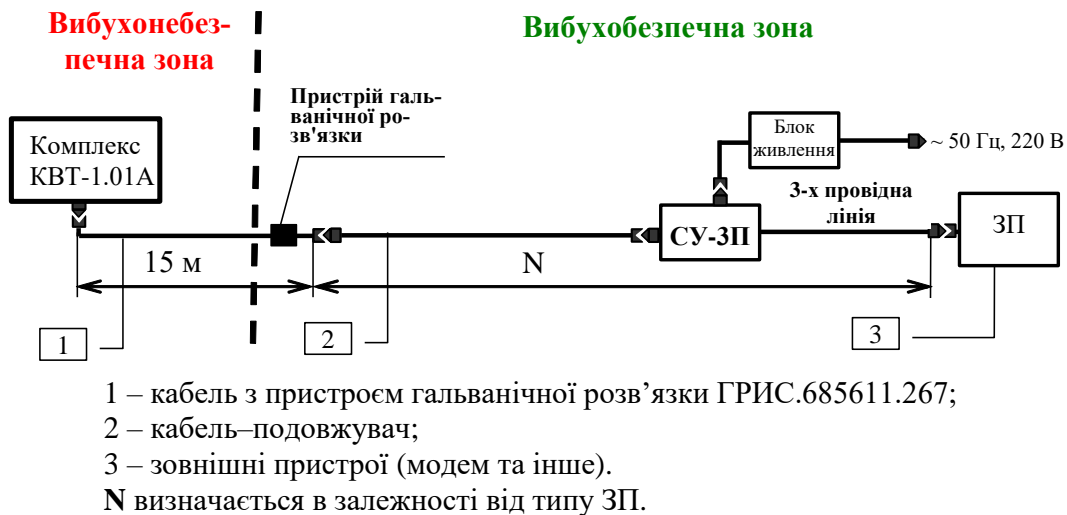 Вибухонебез-
печна зона
Вибухобезпечна зона
Пристрій галь-
ванічної ро-
зв'язки
Комплекс
КВТ-1.01А
Блок
живлення
~ 50 Гц, 220 В
3-х провідна
лінія
СУ-ЗП
ЗП
15 м
N
1
2
3
1 – кабель з пристроєм гальванічної розв’язки ГРИС.685611.267;
2 – кабель–подовжувач;
3 – зовнішні пристрої (модем та інше).
N визначається в залежності від типу ЗП.